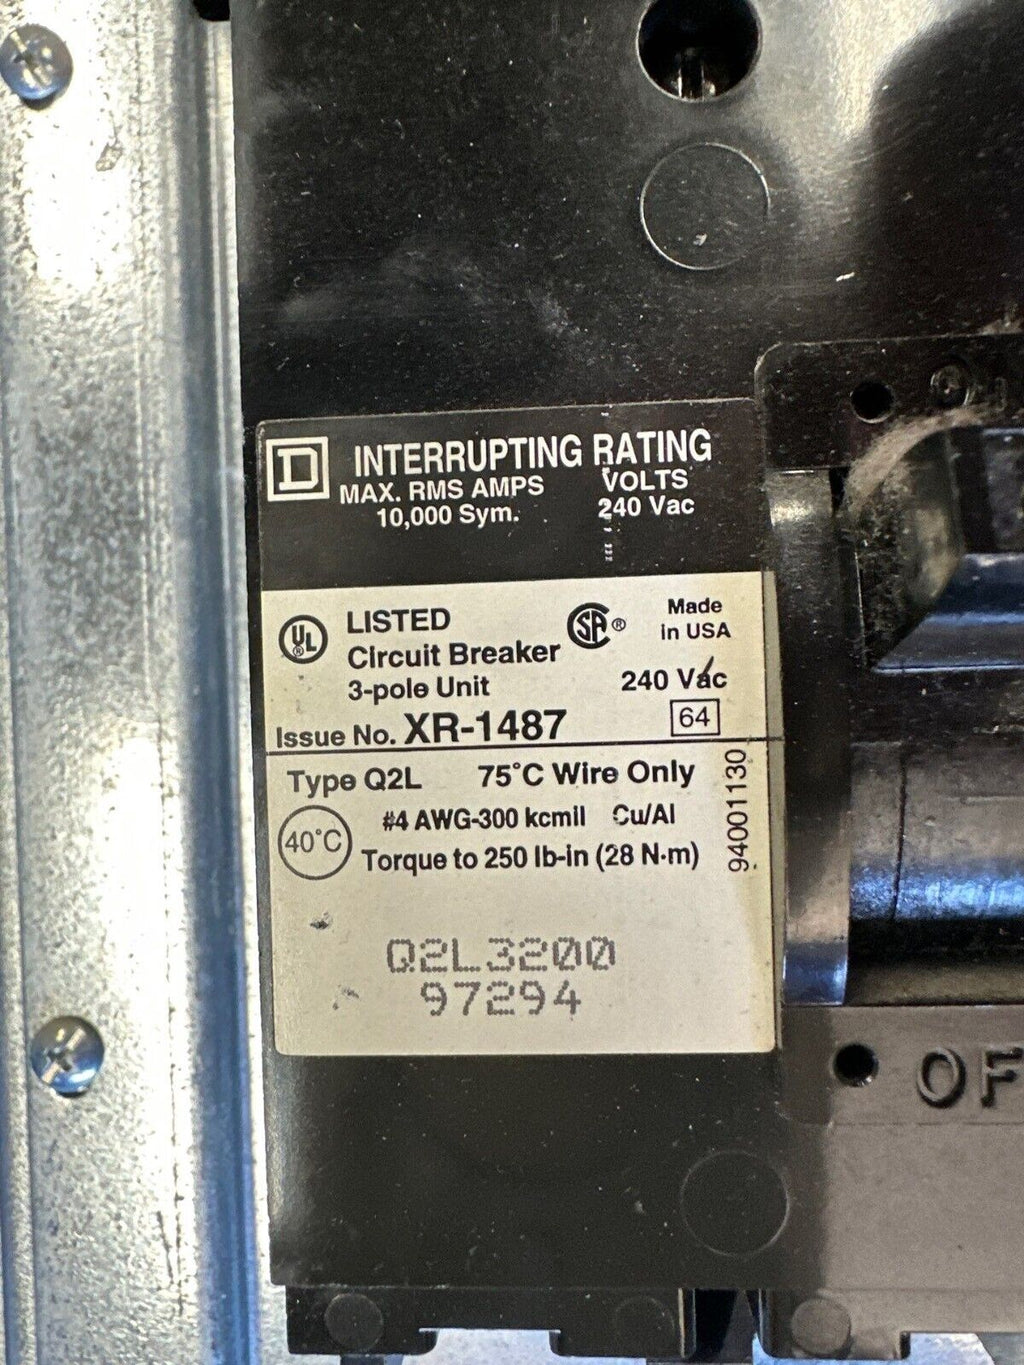 D INTERRUPTING RATING
MAX. RMS AMPS VOLTS
10,000 Sym. 240 Vac
UL ® LISTED SA ® Made
in USA
Circuit Breaker
3-pole Unit 240 Vac
Issue No. XR-1487 64
Type Q2L 75°C Wire Only
40°C #4 AWG-300 kcmil Cu/Al
Torque to 250 lb-in (28 N·m)
94001130
Q2L3200
97294
OF